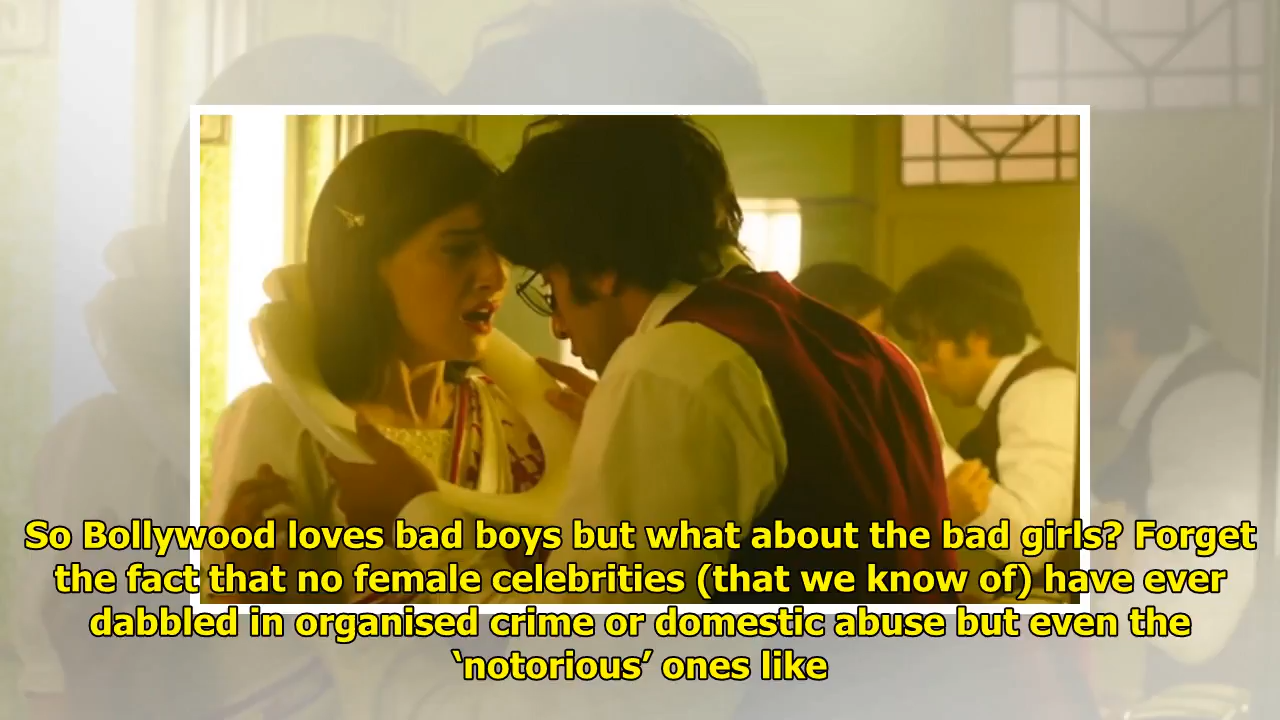 So Bollywood loves bad boys but what about the bad girls? Forget
the fact that no female celebrities (that we know of) have ever
dabbled in organised crime or domestic abuse but even the
‘notorious’ ones like